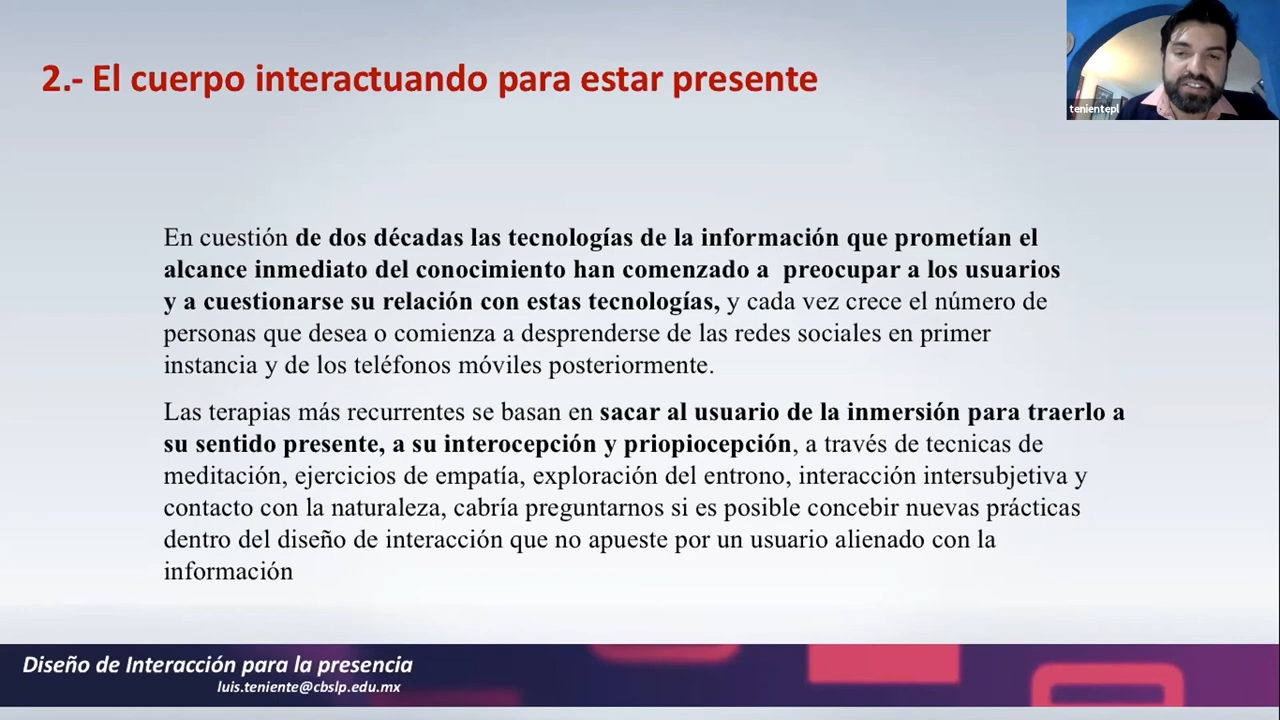 2.- El cuerpo interactuando para estar presente
tenientepl
En cuestión de dos décadas las tecnologías de la información que prometían el
alcance inmediato del conocimiento han comenzado a  preocupar a los usuarios
y a cuestionarse su relación con estas tecnologías, y cada vez crece el número de
personas que desea o comienza a desprenderse de las redes sociales en primer
instancia y de los teléfonos móviles posteriormente.
Las terapias más recurrentes se basan en sacar al usuario de la inmersión para traerlo a
su sentido presente, a su interocepción y priopiocepción, a través de tecnicas de
meditación, ejercicios de empatía, exploración del entrono, interacción intersubjetiva y
contacto con la naturaleza, cabría preguntarnos si es posible concebir nuevas prácticas
dentro del diseño de interacción que no apueste por un usuario alienado con la
información
Diseño de Interacción para la presencia
luis.teniente@cbslp.edu.mx